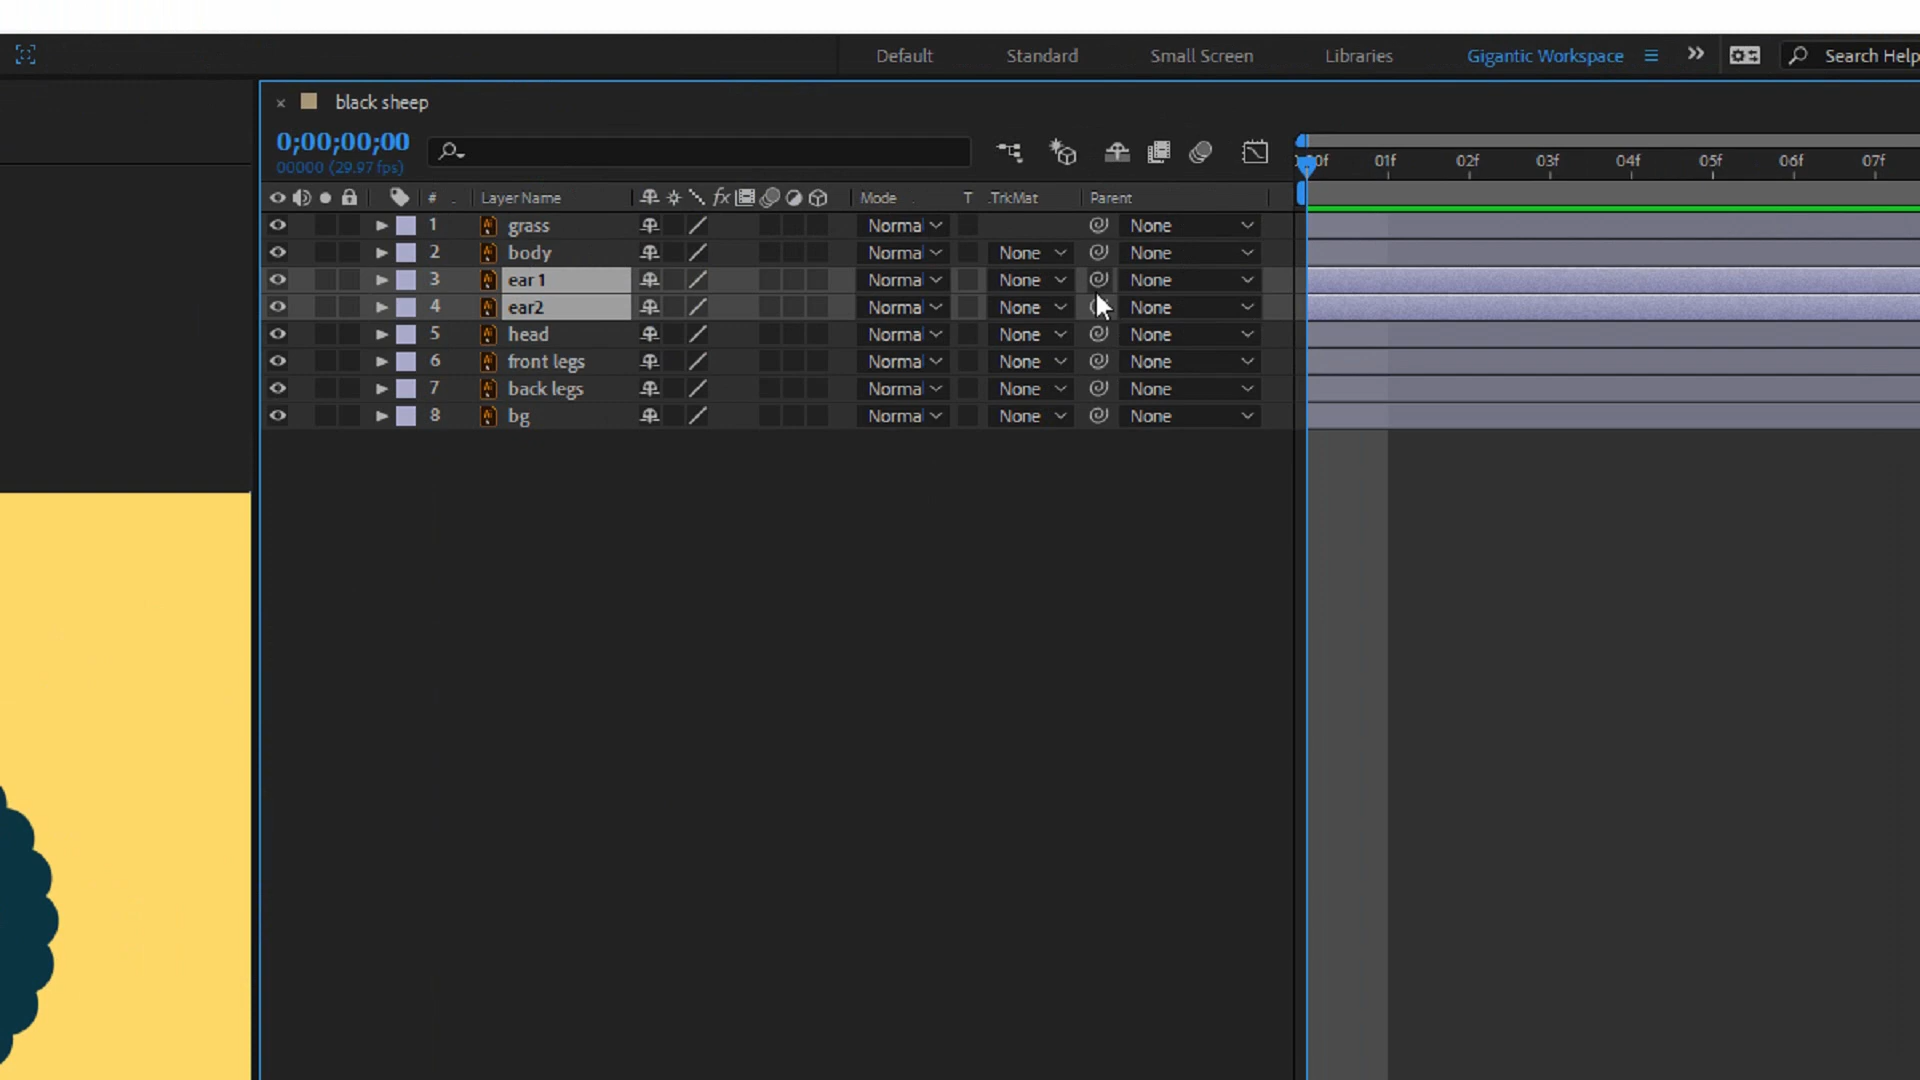 Default Standard Small Screen Libraries Gigantic Workspace Search Help
black sheep
0;00;00;00
00000 (29.97 fps)
0f 01f 02f 03f 04f 05f 06f 07f
# Layer Name fx Mode T .TrkMat Parent
1 grass Norma None
2 body Norma None None
3 ear1 Norma None None
4 ear2 Norma None None
5 head Norma None None
6 front legs Norma None None
7 back legs Norma None None
8 bg Norma None None